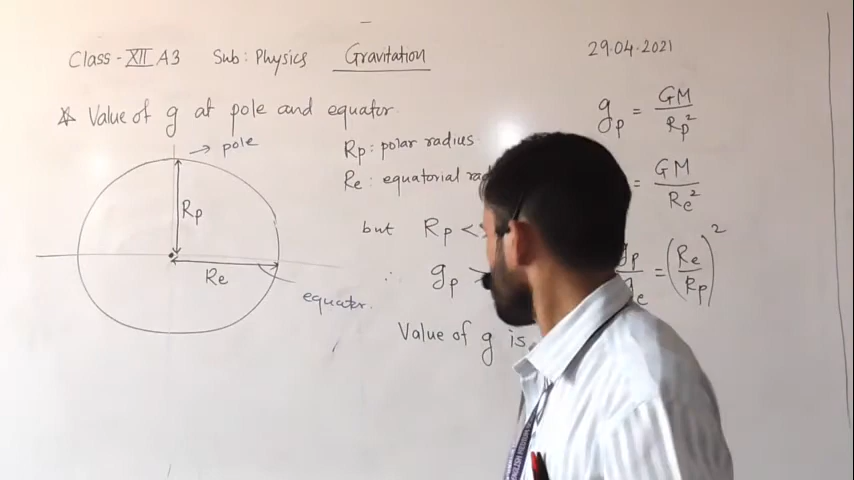 Class - XII A3 Sub: Physics Gravitation 29.04.2021
☆ Value of g at pole and equator.
→ pole
Rp
Re
equator.
Rp: polar radius
Re: equatorial
but Rp <
∴ gp >
Value of g is
gp = GM/Rp²
= GM/Re²
gp/ge = (Re/Rp)²